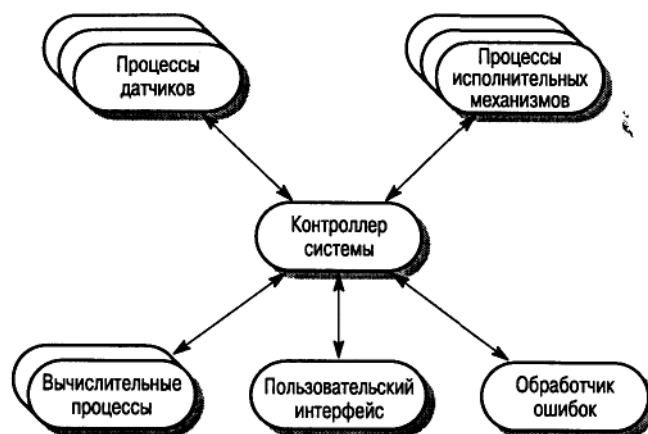 Процессы
датчиков
Процессы
исполнительных
механизмов
Контроллер
системы
Вычислительные
процессы
Пользовательский
интерфейс
Обработчик
ошибок